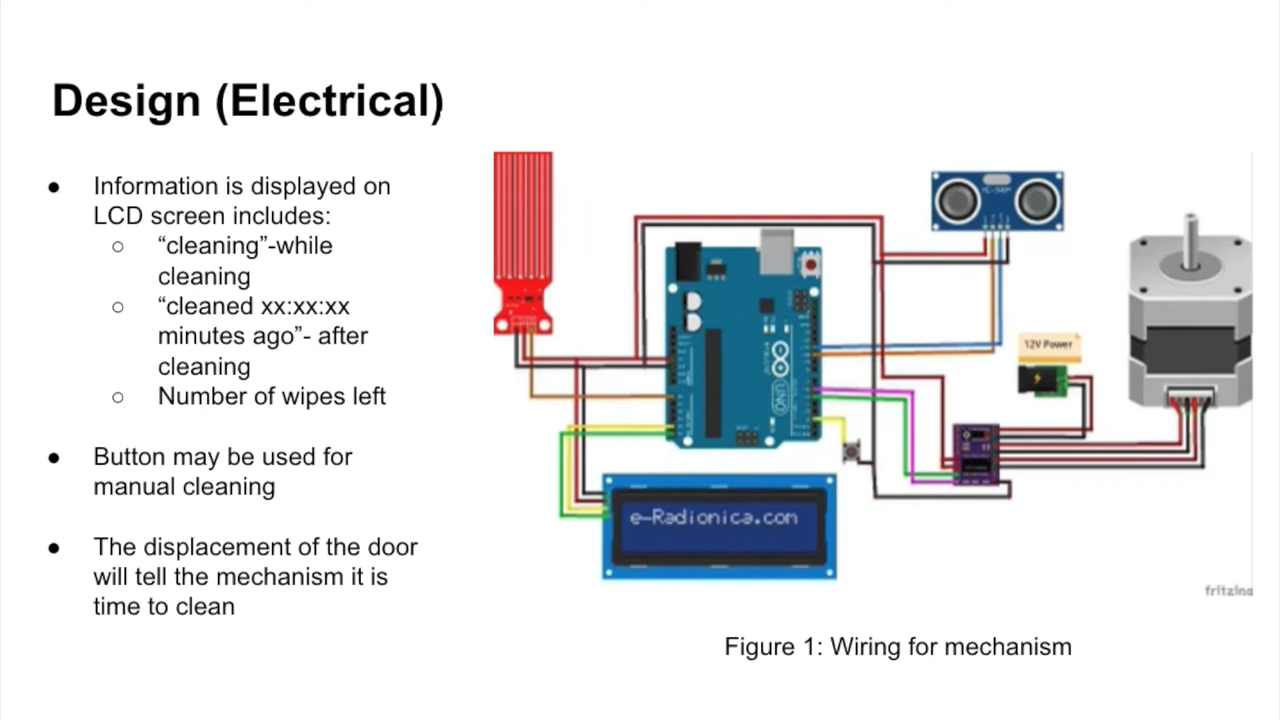 Design (Electrical)
● Information is displayed on
LCD screen includes:
○ “cleaning”-while
cleaning
○ “cleaned xx:xx:xx
minutes ago”- after
cleaning
○ Number of wipes left
● Button may be used for
manual cleaning
● The displacement of the door
will tell the mechanism it is
time to clean
12V Power
UNO
e-Radionica.com
Figure 1: Wiring for mechanism